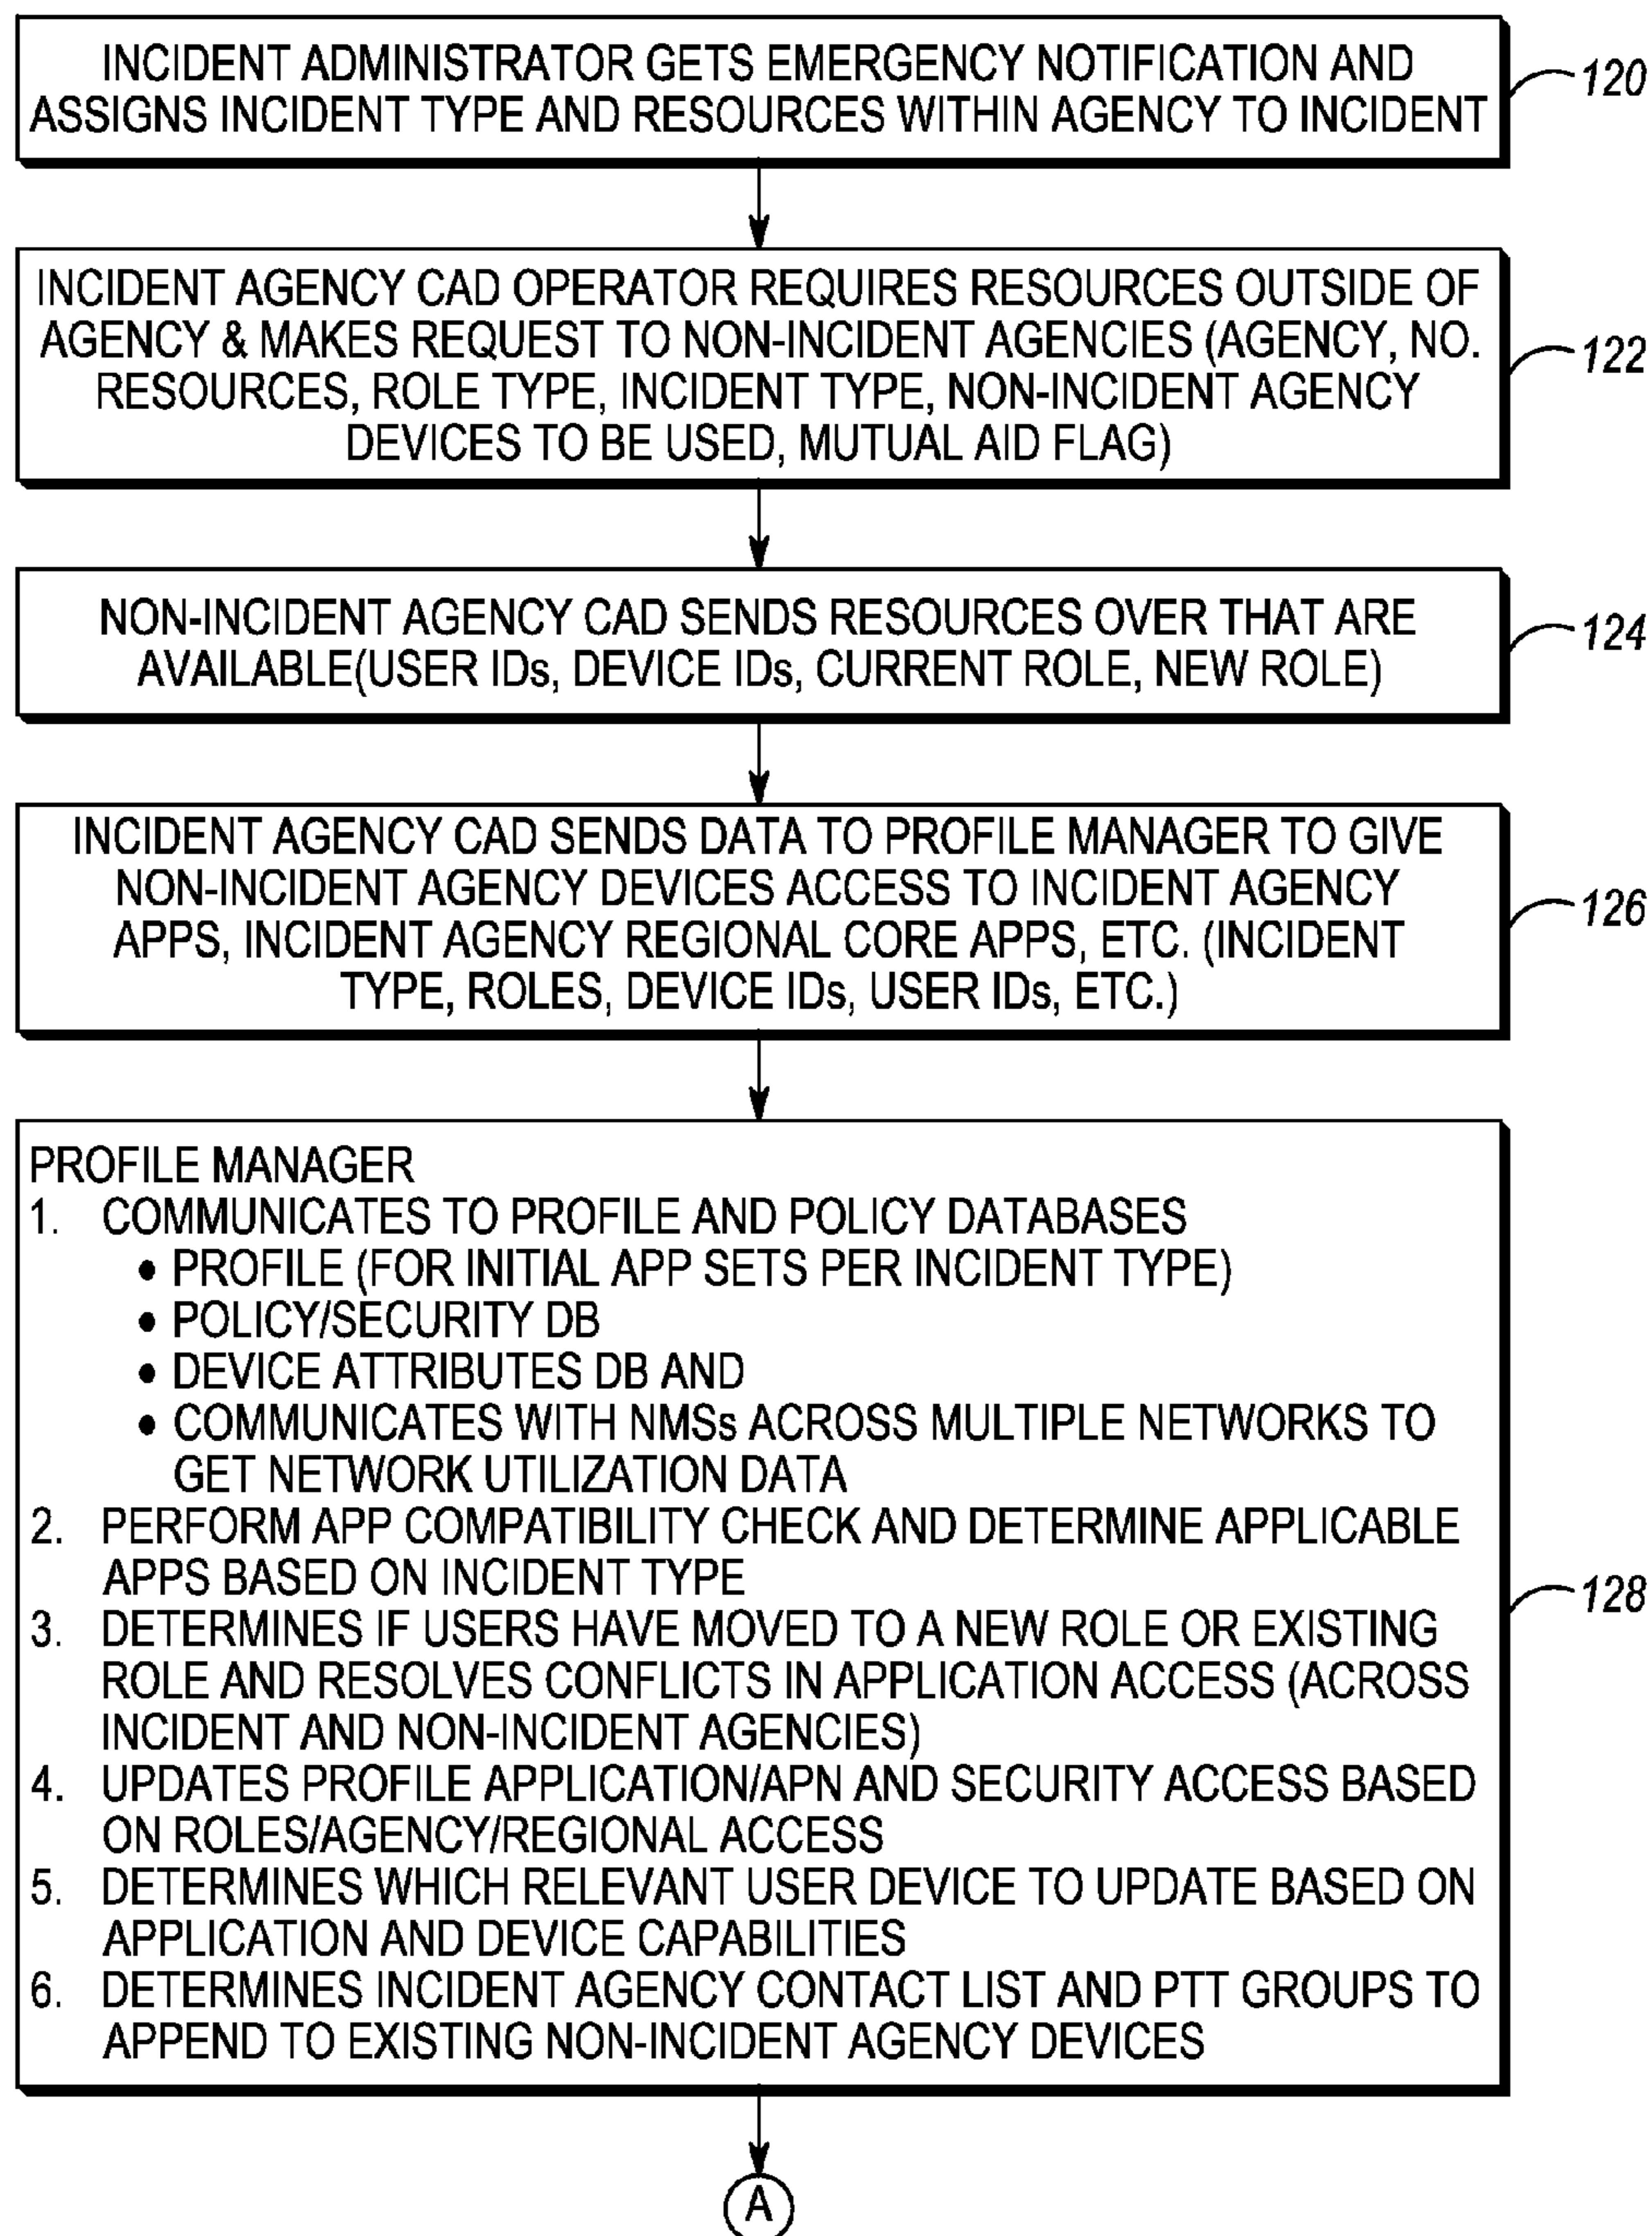 INCIDENT ADMINISTRATOR GETS EMERGENCY NOTIFICATION AND
ASSIGNS INCIDENT TYPE AND RESOURCES WITHIN AGENCY TO INCIDENT
120
INCIDENT AGENCY CAD OPERATOR REQUIRES RESOURCES OUTSIDE OF
AGENCY & MAKES REQUEST TO NON-INCIDENT AGENCIES (AGENCY, NO.
RESOURCES, ROLE TYPE, INCIDENT TYPE, NON-INCIDENT AGENCY
DEVICES TO BE USED, MUTUAL AID FLAG)
122
NON-INCIDENT AGENCY CAD SENDS RESOURCES OVER THAT ARE
AVAILABLE(USER IDs, DEVICE IDs, CURRENT ROLE, NEW ROLE)
124
INCIDENT AGENCY CAD SENDS DATA TO PROFILE MANAGER TO GIVE
NON-INCIDENT AGENCY DEVICES ACCESS TO INCIDENT AGENCY
APPS, INCIDENT AGENCY REGIONAL CORE APPS, ETC. (INCIDENT
TYPE, ROLES, DEVICE IDs, USER IDs, ETC.)
126
PROFILE MANAGER
1. COMMUNICATES TO PROFILE AND POLICY DATABASES
• PROFILE (FOR INITIAL APP SETS PER INCIDENT TYPE)
• POLICY/SECURITY DB
• DEVICE ATTRIBUTES DB AND
• COMMUNICATES WITH NMSs ACROSS MULTIPLE NETWORKS TO
GET NETWORK UTILIZATION DATA
2. PERFORM APP COMPATIBILITY CHECK AND DETERMINE APPLICABLE
APPS BASED ON INCIDENT TYPE
3. DETERMINES IF USERS HAVE MOVED TO A NEW ROLE OR EXISTING
ROLE AND RESOLVES CONFLICTS IN APPLICATION ACCESS (ACROSS
INCIDENT AND NON-INCIDENT AGENCIES)
4. UPDATES PROFILE APPLICATION/APN AND SECURITY ACCESS BASED
ON ROLES/AGENCY/REGIONAL ACCESS
5. DETERMINES WHICH RELEVANT USER DEVICE TO UPDATE BASED ON
APPLICATION AND DEVICE CAPABILITIES
6. DETERMINES INCIDENT AGENCY CONTACT LIST AND PTT GROUPS TO
APPEND TO EXISTING NON-INCIDENT AGENCY DEVICES
128
A